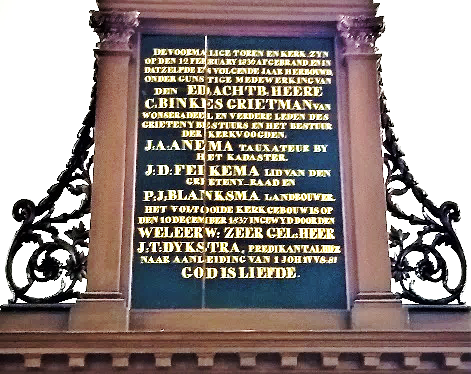 DE VOORMALIGE TOREN EN KERK, ZYN
OP DEN 12 FEBRUARY 1836 AFGEBRAND, EN IN
DATZELFDE EN VOLGENDE JAAR HERBOUWD,
ONDER GUNSTIGE MEDEWERKING VAN
DEN EDLACHTB: HEERE
C. BINKES GRIETMAN VAN
WONSERADEEL EN VERDERE LEDEN DES
GRIETENY BESTUURS EN HET BESTUUR
DER KERKVOOGDEN.
J.A. ANEMA TAUXATEUR BY
HET KADASTER.
J.D. FEIKEMA LID VAN DEN
GRIETENY RAAD EN
P.J. BLANKSMA LANDBOUWER.
HET VOLTOOIDE KERKGEBOUW IS OP
DEN 10 DECEMBER 1837 INGEWYD DOOR DEN
WELEERW: ZEER GEL: HEER
J.T. DYKSTRA, PREDIKANT ALHIER
NAAR AANLEIDING VAN 1 JOH IV VS. 8
GOD IS LIEFDE.